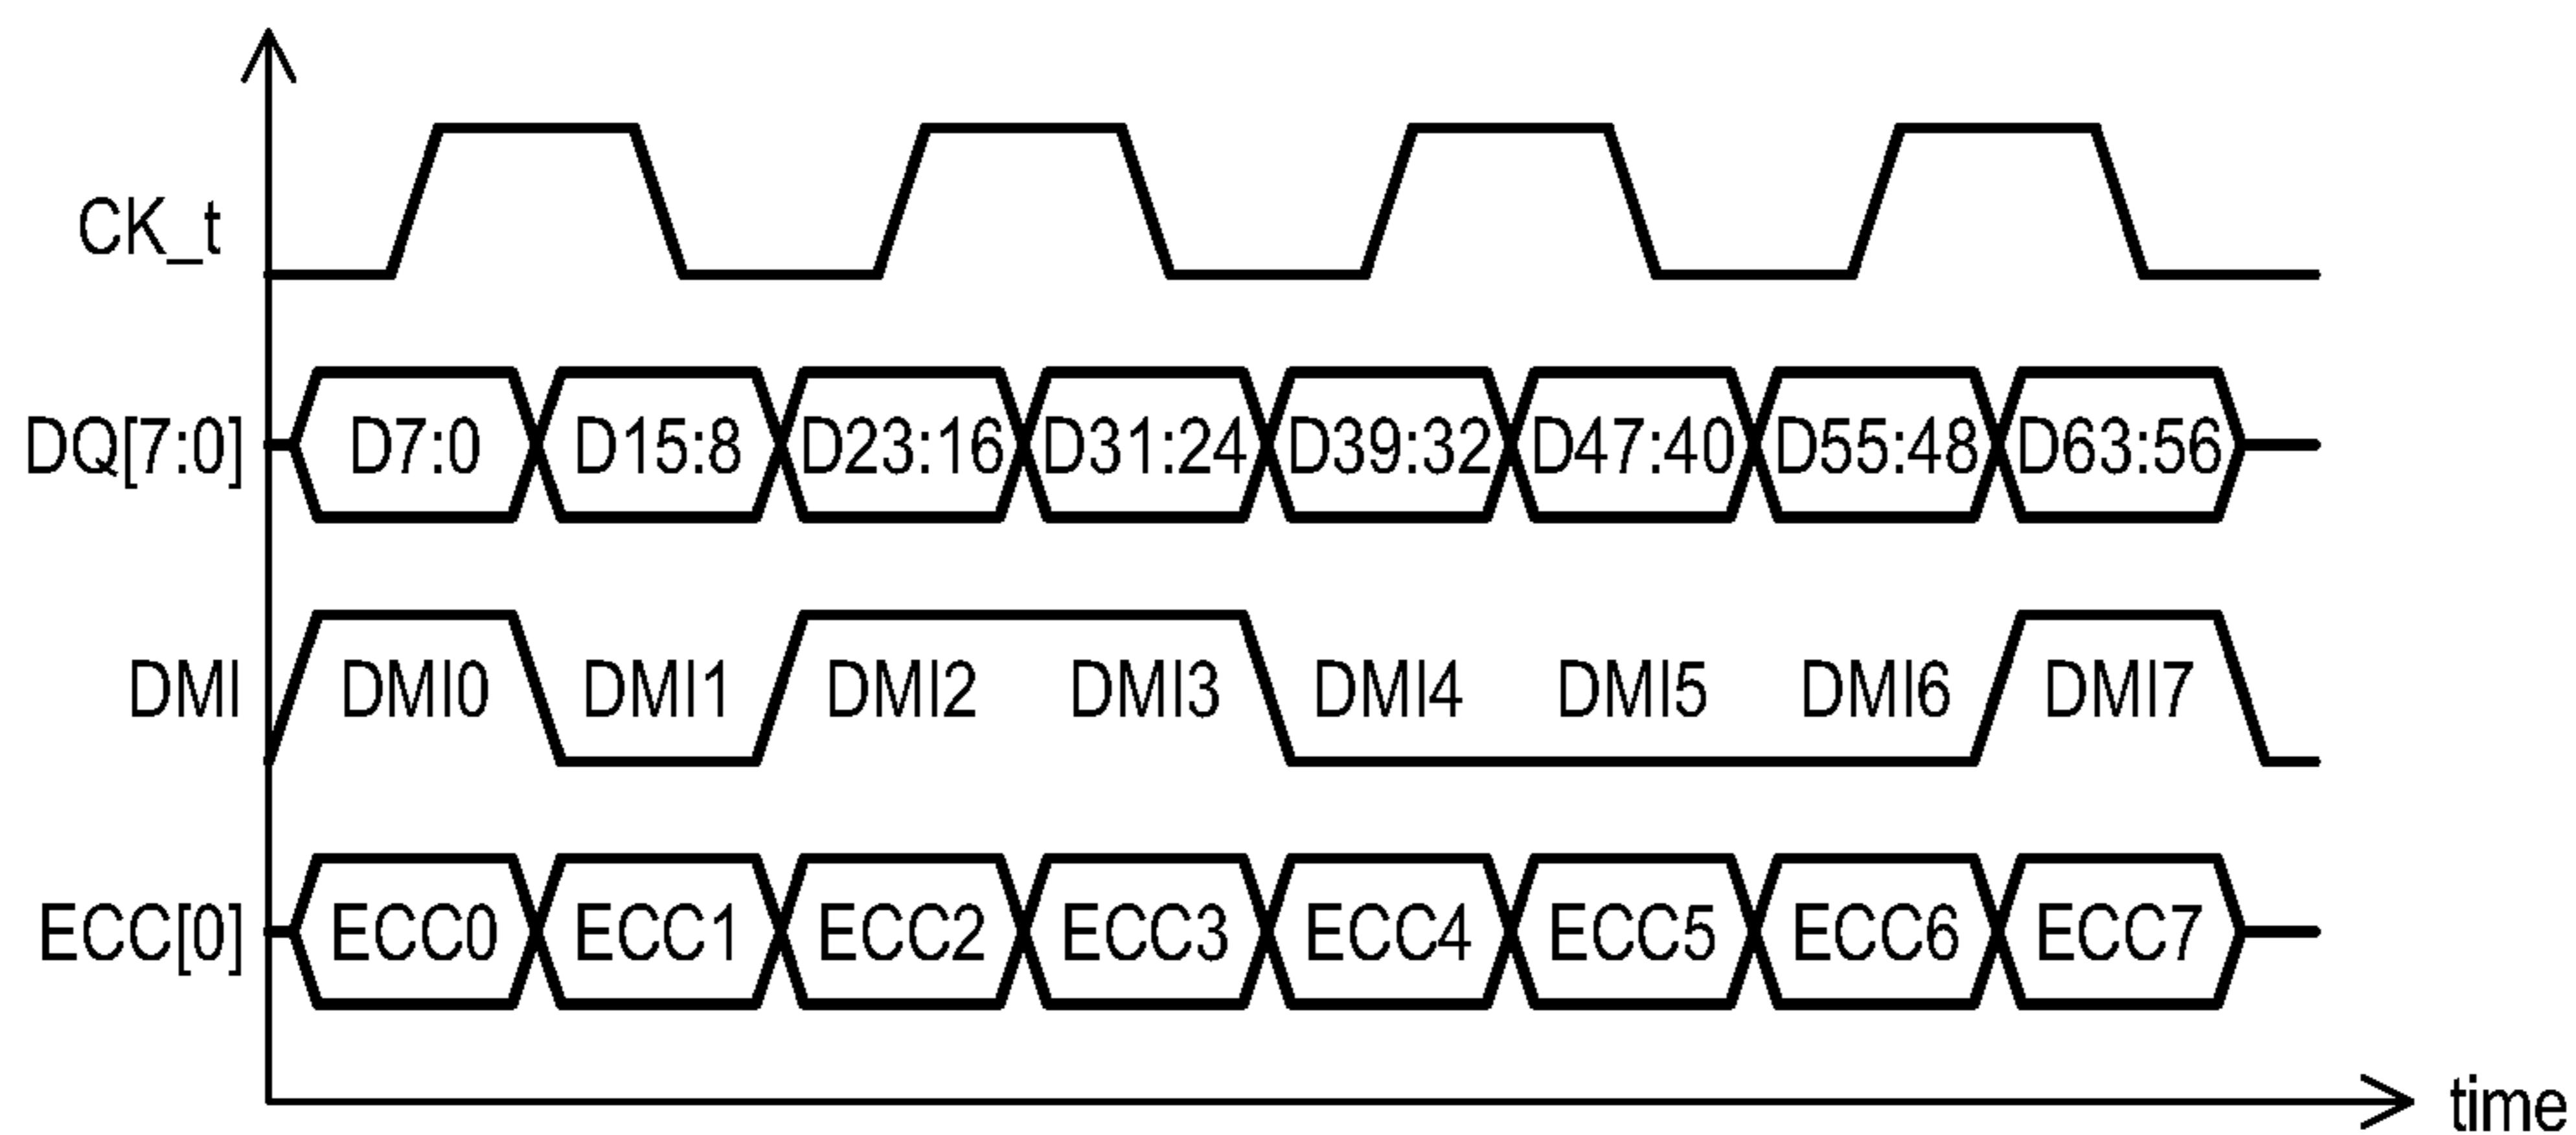 CK_t
DQ[7:0] D7:0 D15:8 D23:16 D31:24 D39:32 D47:40 D55:48 D63:56
DMI DMI0 DMI1 DMI2 DMI3 DMI4 DMI5 DMI6 DMI7
ECC[0] ECC0 ECC1 ECC2 ECC3 ECC4 ECC5 ECC6 ECC7
time